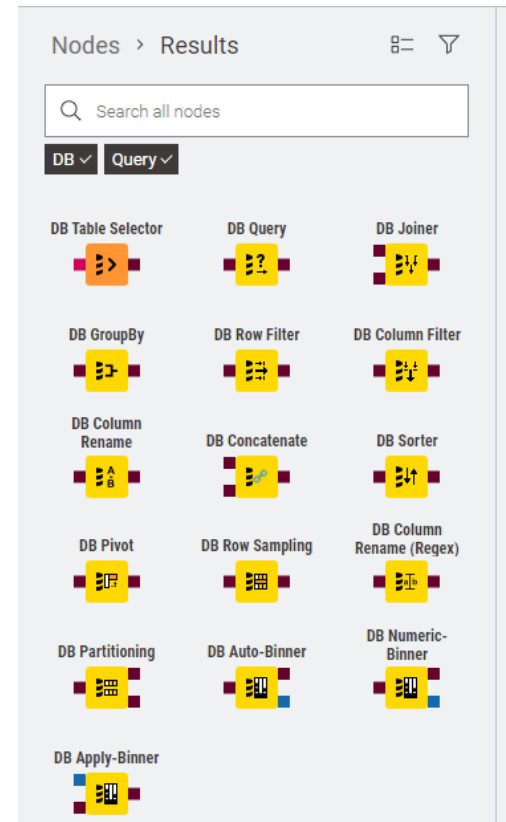 Nodes > Results
Search all nodes
DB Query
DB Table Selector
DB Query
DB Joiner
DB GroupBy
DB Row Filter
DB Column Filter
DB Column
Rename
DB Concatenate
DB Sorter
DB Pivot
DB Row Sampling
DB Column
Rename (Regex)
DB Partitioning
DB Auto-Binner
DB Numeric-
Binner
DB Apply-Binner